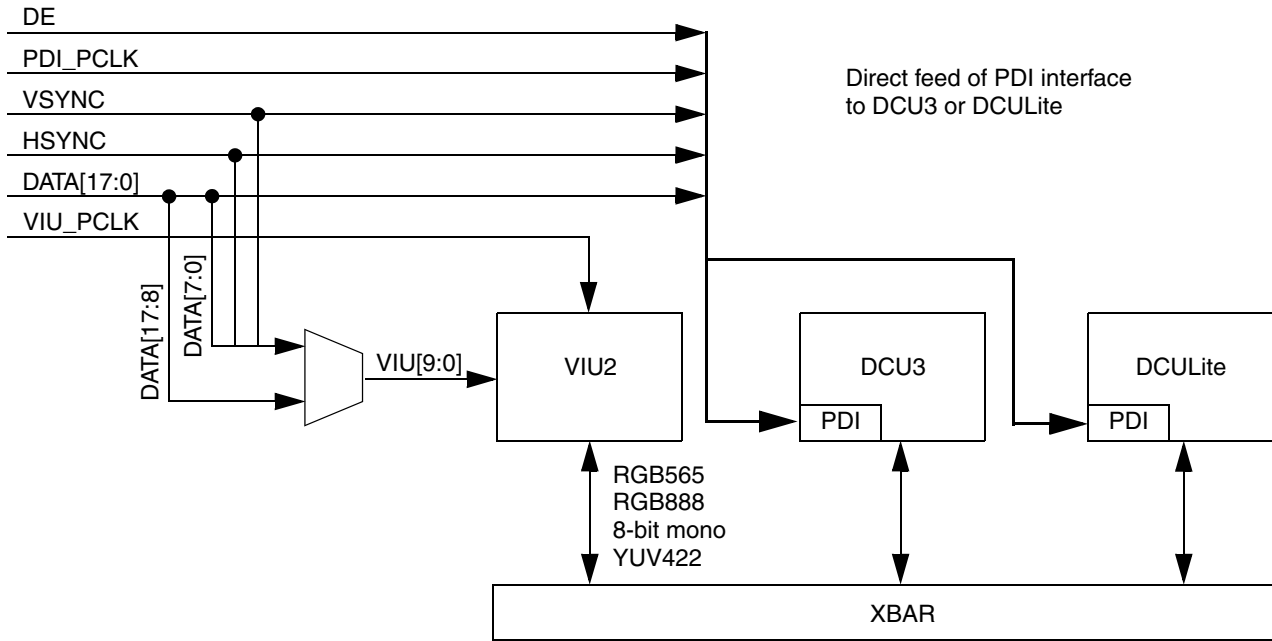 DE
PDI_PCLK
VSYNC
HSYNC
DATA[17:0]
VIU_PCLK
Direct feed of PDI interface
to DCU3 or DCULite
DATA[17:8]
DATA[7:0]
VIU[9:0]
VIU2
DCU3
PDI
DCULite
PDI
RGB565
RGB888
8-bit mono
YUV422
XBAR